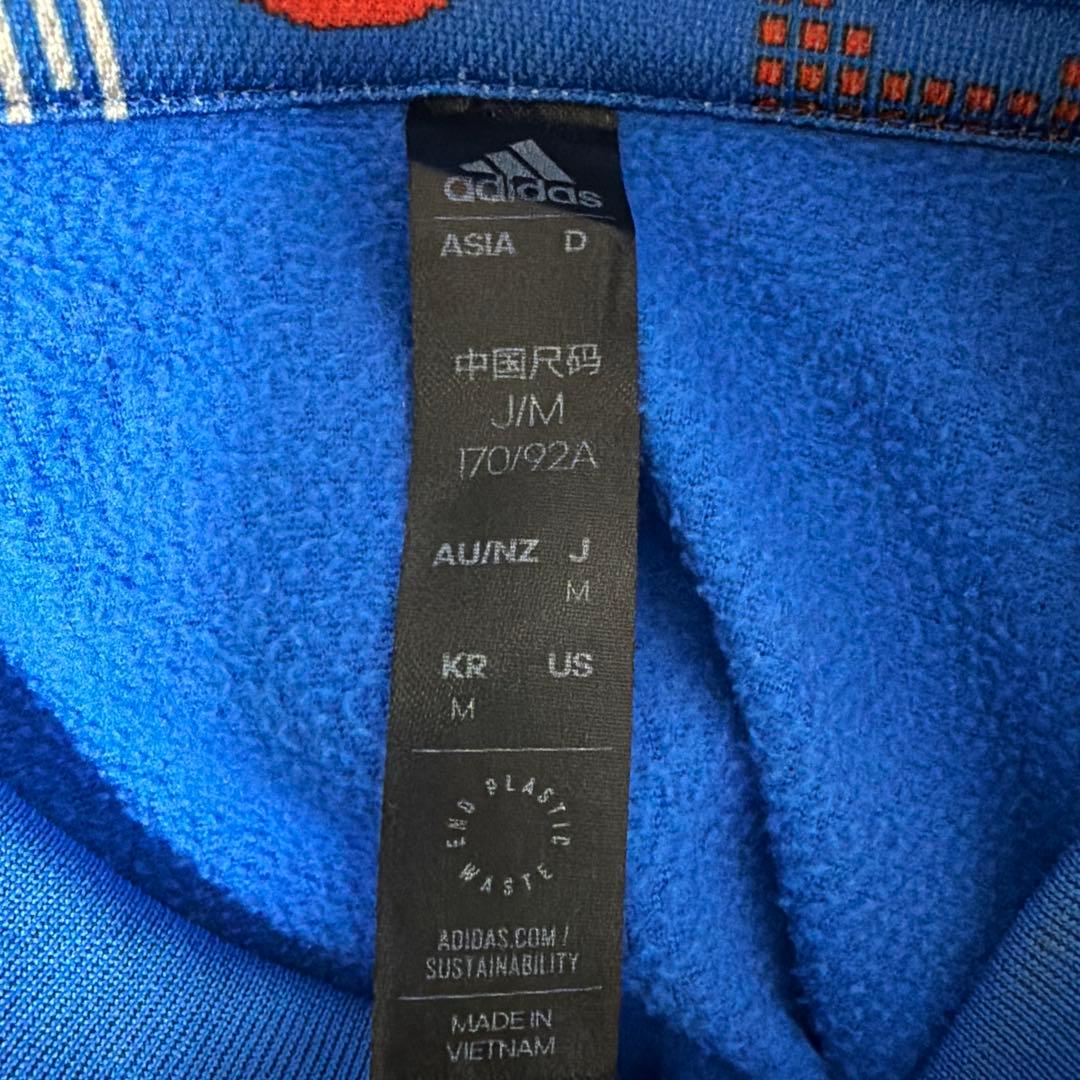 adidas
ASIA D
中国尺码
J/M
170/92A
AU/NZ J
M
KR US
M
END PLASTIC WASTE
ADIDAS.COM/
SUSTAINABILITY
MADE IN
VIETNAM